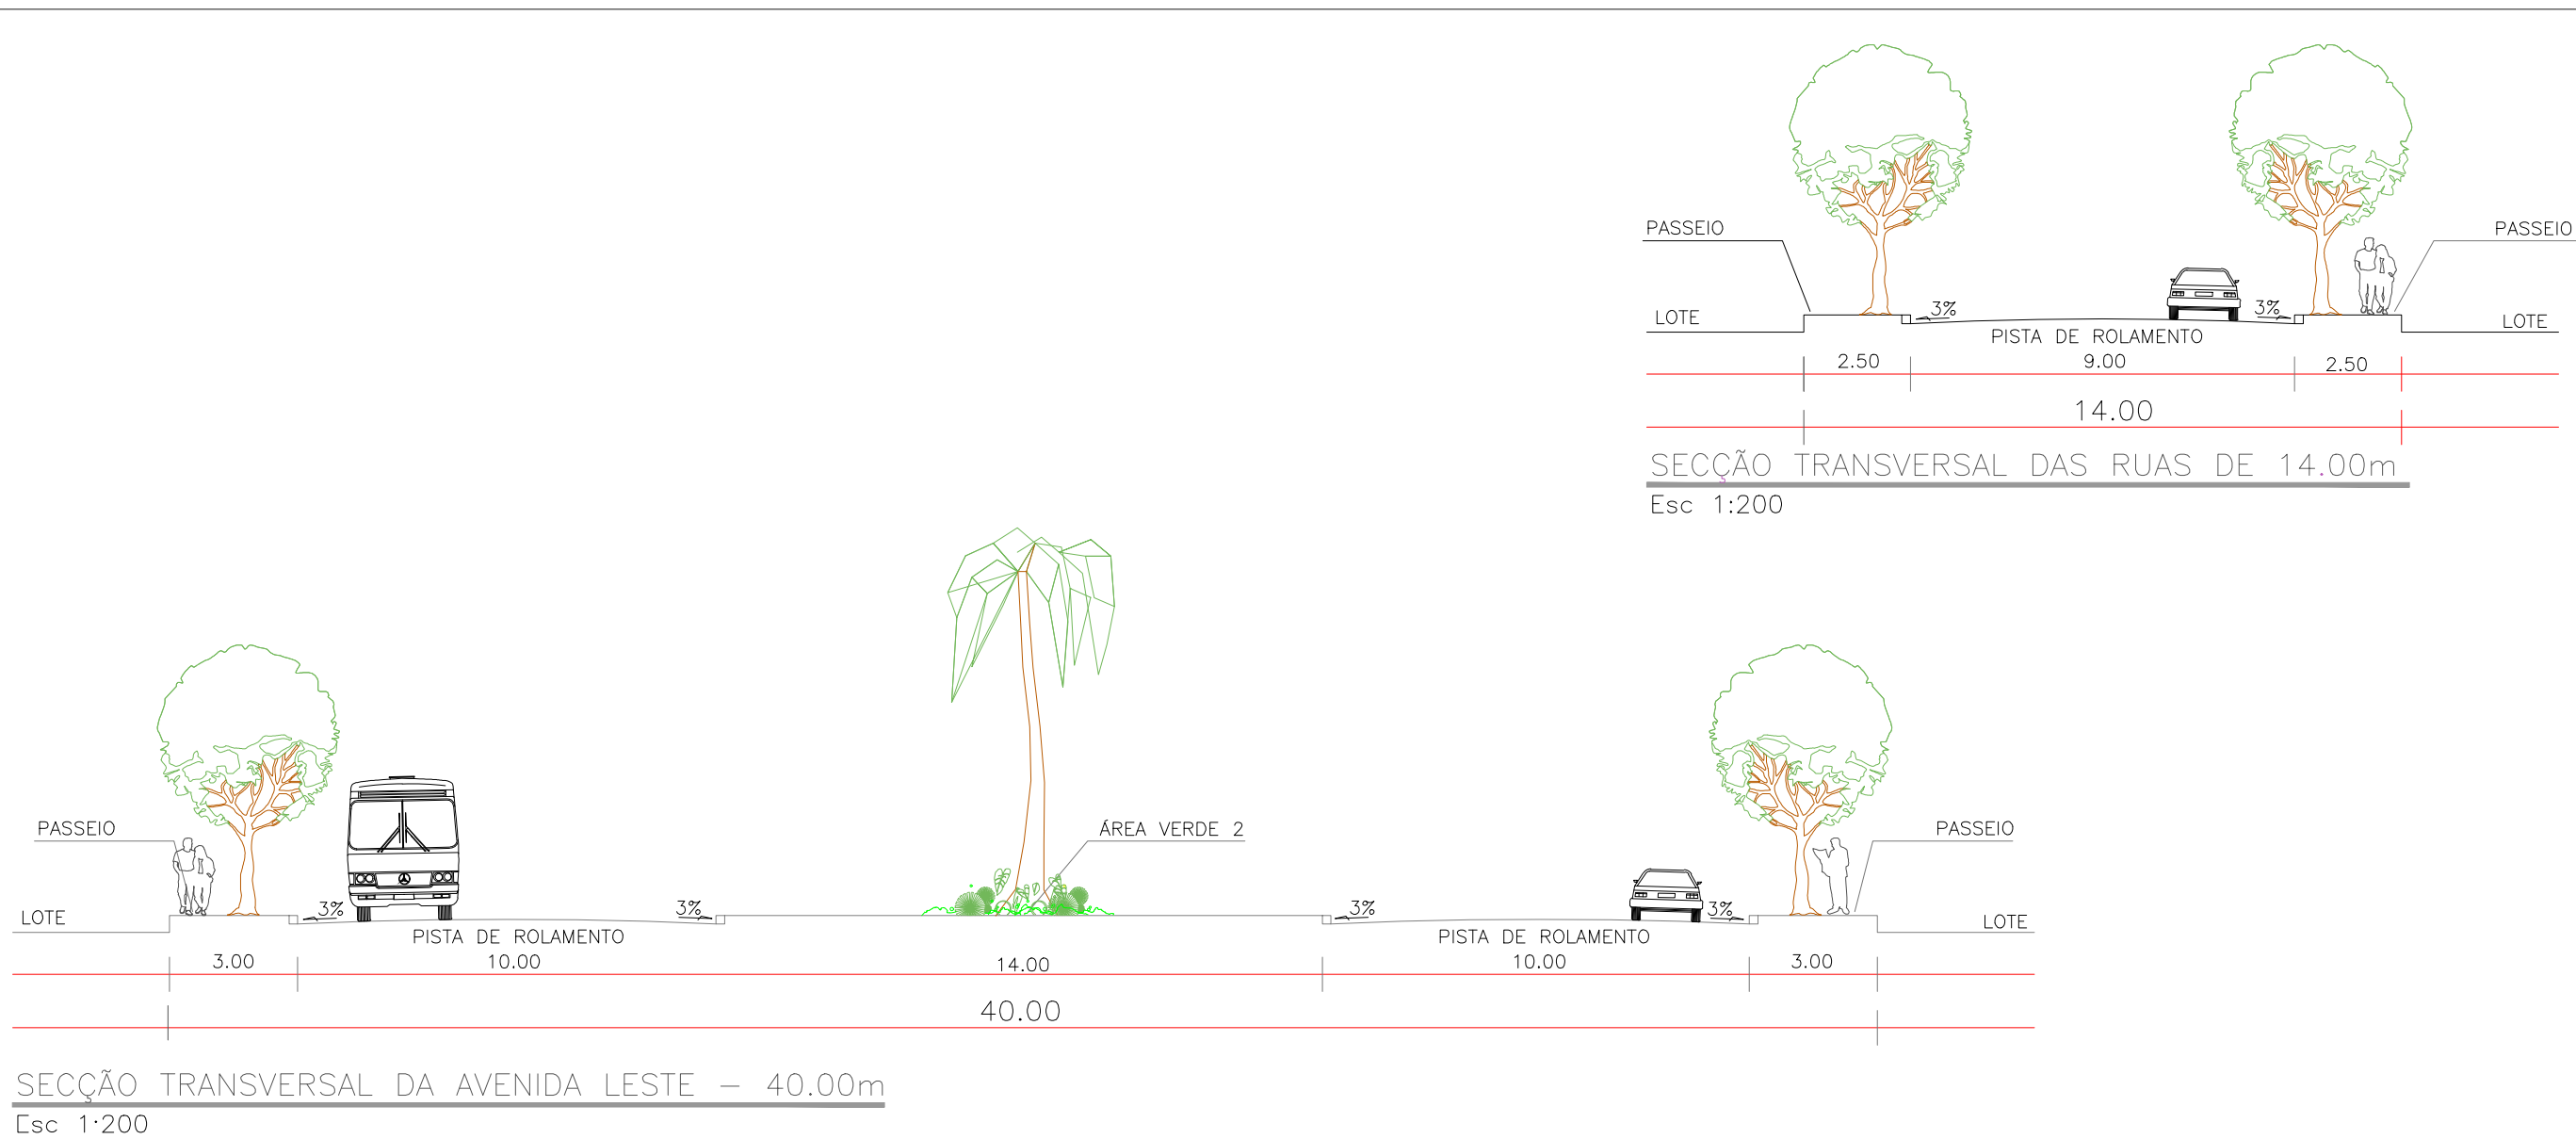 PASSEIO
PASSEIO
LOTE
3%
3%
LOTE
PISTA DE ROLAMENTO
2.50
9.00
2.50
14.00
SECÇÃO TRANSVERSAL DAS RUAS DE 14.00m
Esc 1:200
PASSEIO
ÁREA VERDE 2
PASSEIO
LOTE
3%
3%
3%
3%
LOTE
PISTA DE ROLAMENTO
PISTA DE ROLAMENTO
3.00
10.00
14.00
10.00
3.00
40.00
SECÇÃO TRANSVERSAL DA AVENIDA LESTE – 40.00m
Esc 1:200